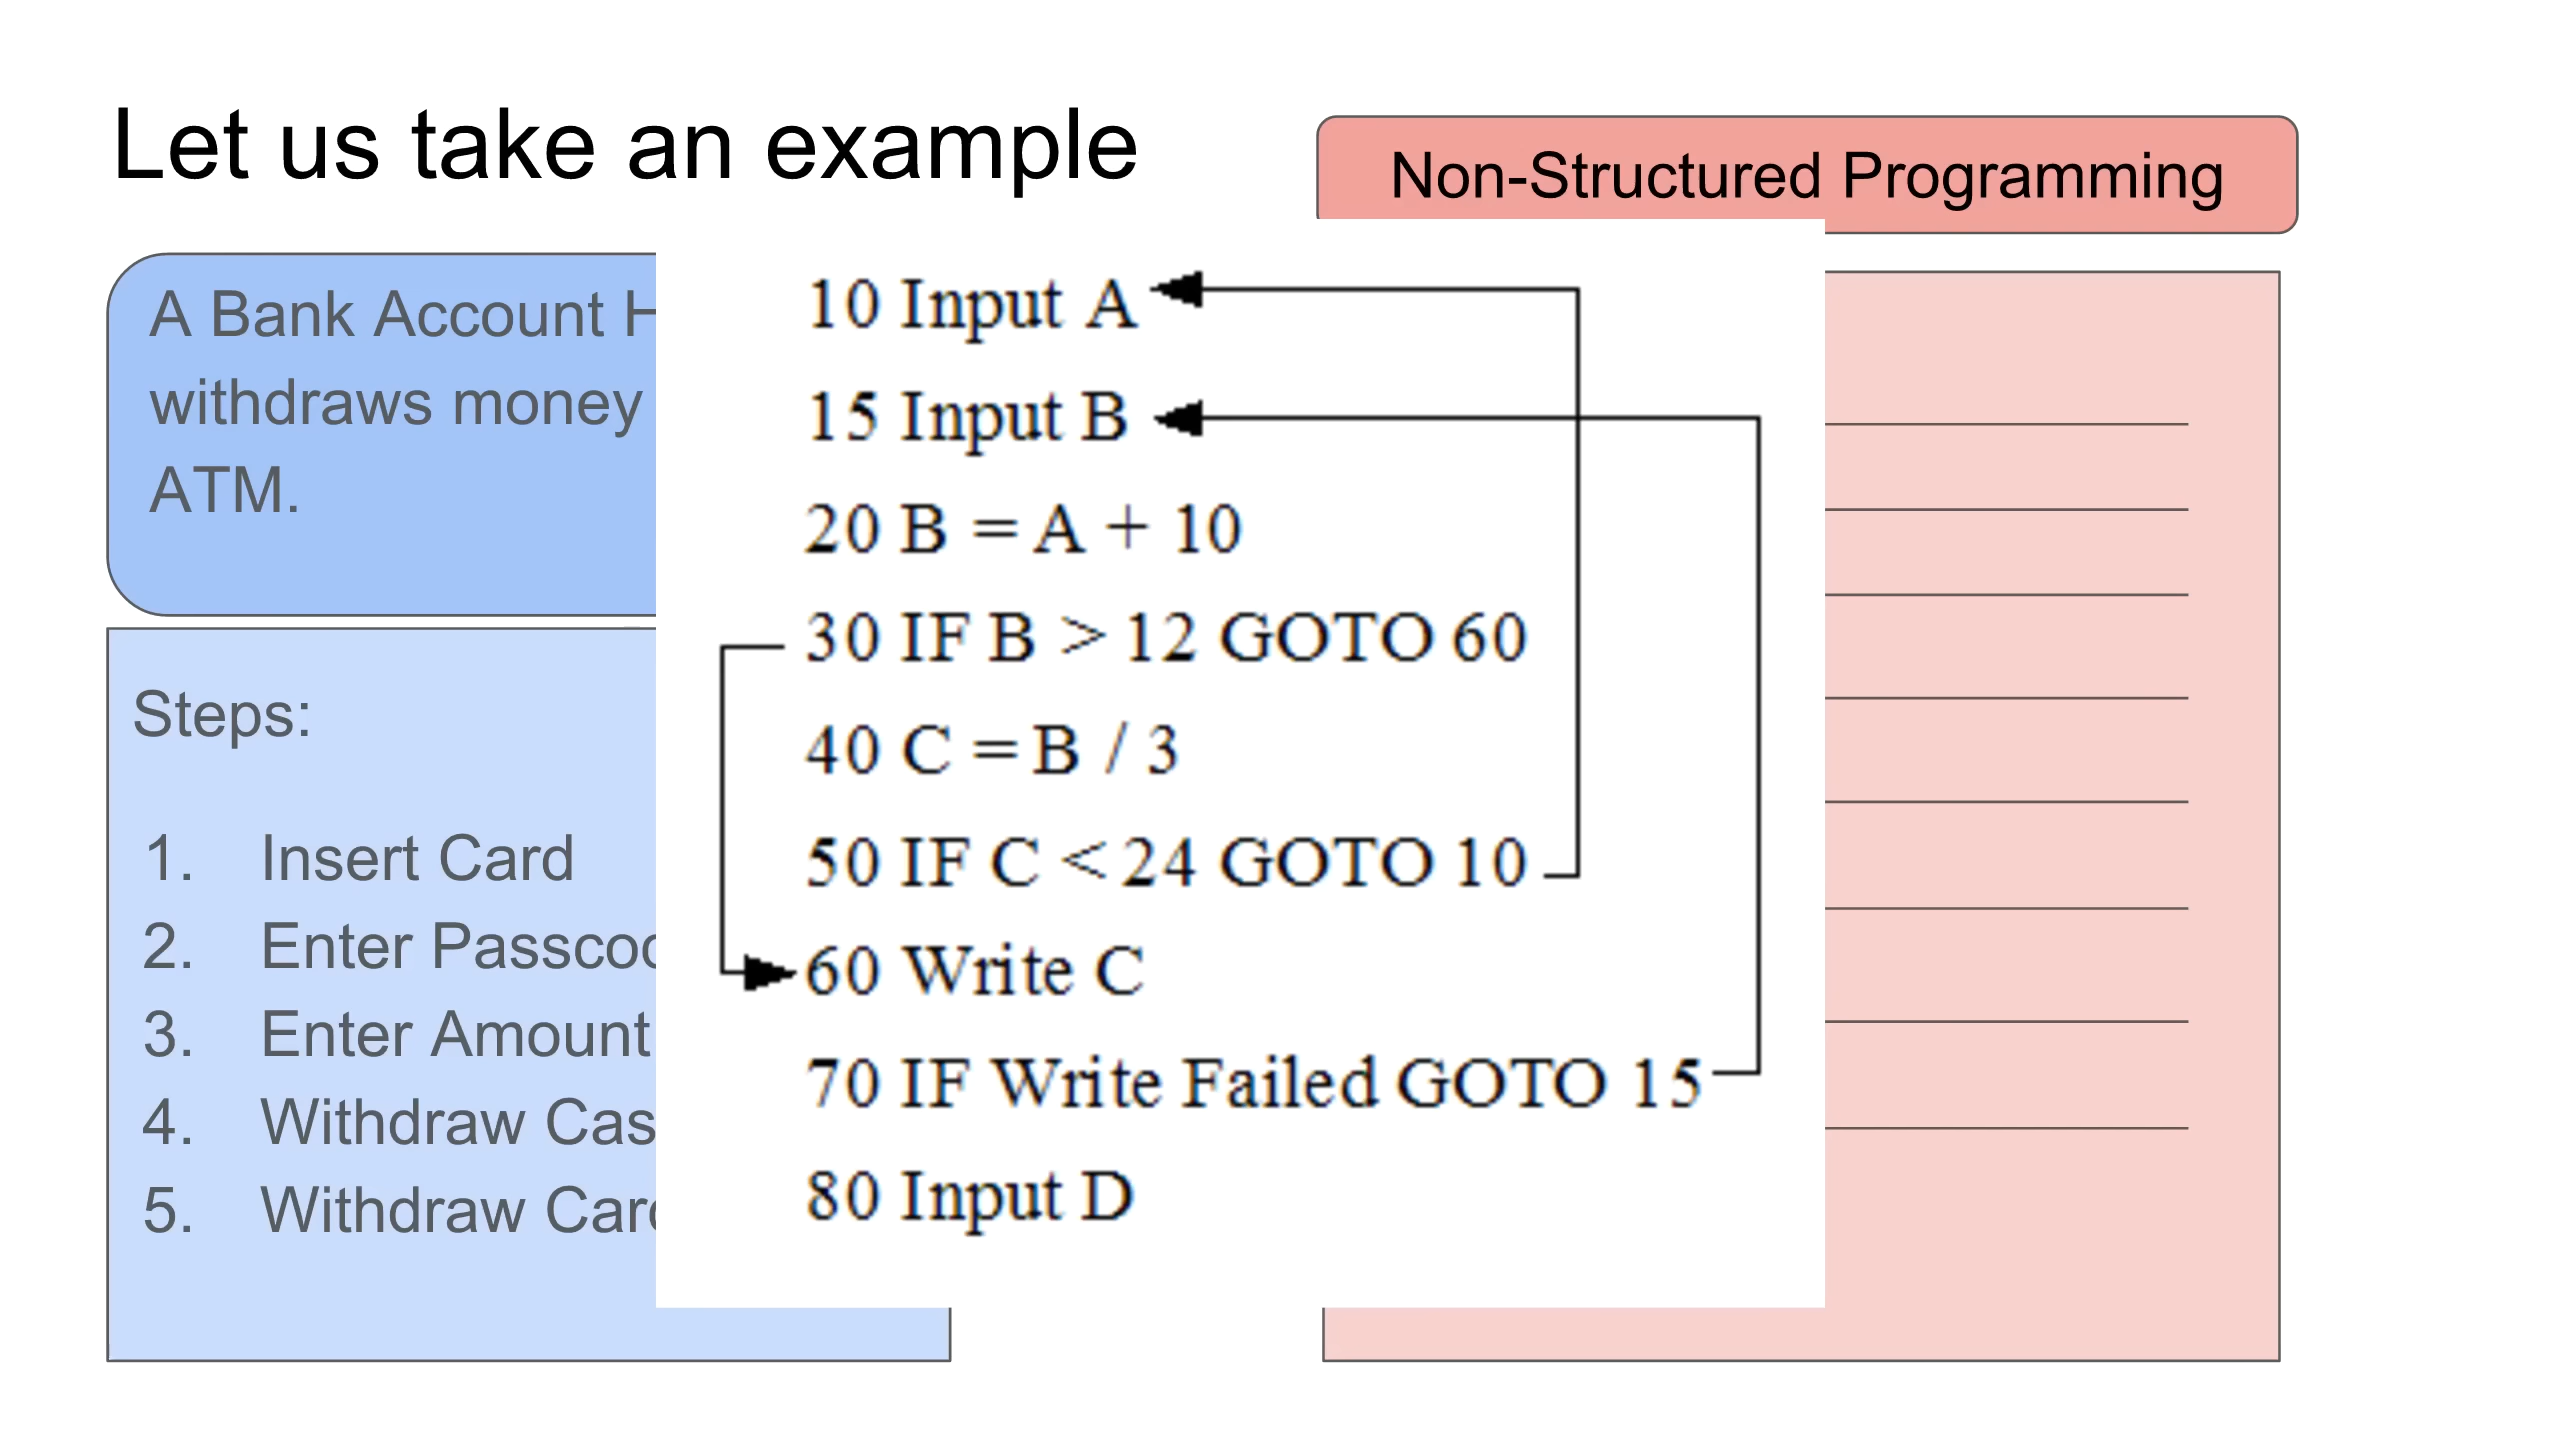 Let us take an example
Non-Structured Programming
A Bank Account
withdraws money
ATM.
Steps:
1. Insert Card
2. Enter
3. Enter Amount
4. Withdraw
5. Withdraw
10 Input A
15 Input B
20 B = A + 10
30 IF B > 12 GOTO 60
40 C = B / 3
50 IF C < 24 GOTO 10
60 Write C
70 IF Write Failed GOTO 15
80 Input D